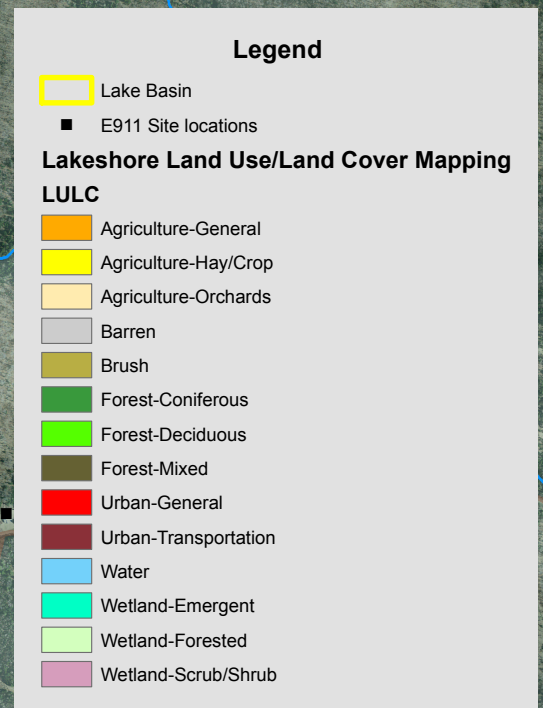 Legend
Lake Basin
E911 Site locations
Lakeshore Land Use/Land Cover Mapping
LULC
Agriculture-General
Agriculture-Hay/Crop
Agriculture-Orchards
Barren
Brush
Forest-Coniferous
Forest-Deciduous
Forest-Mixed
Urban-General
Urban-Transportation
Water
Wetland-Emergent
Wetland-Forested
Wetland-Scrub/Shrub